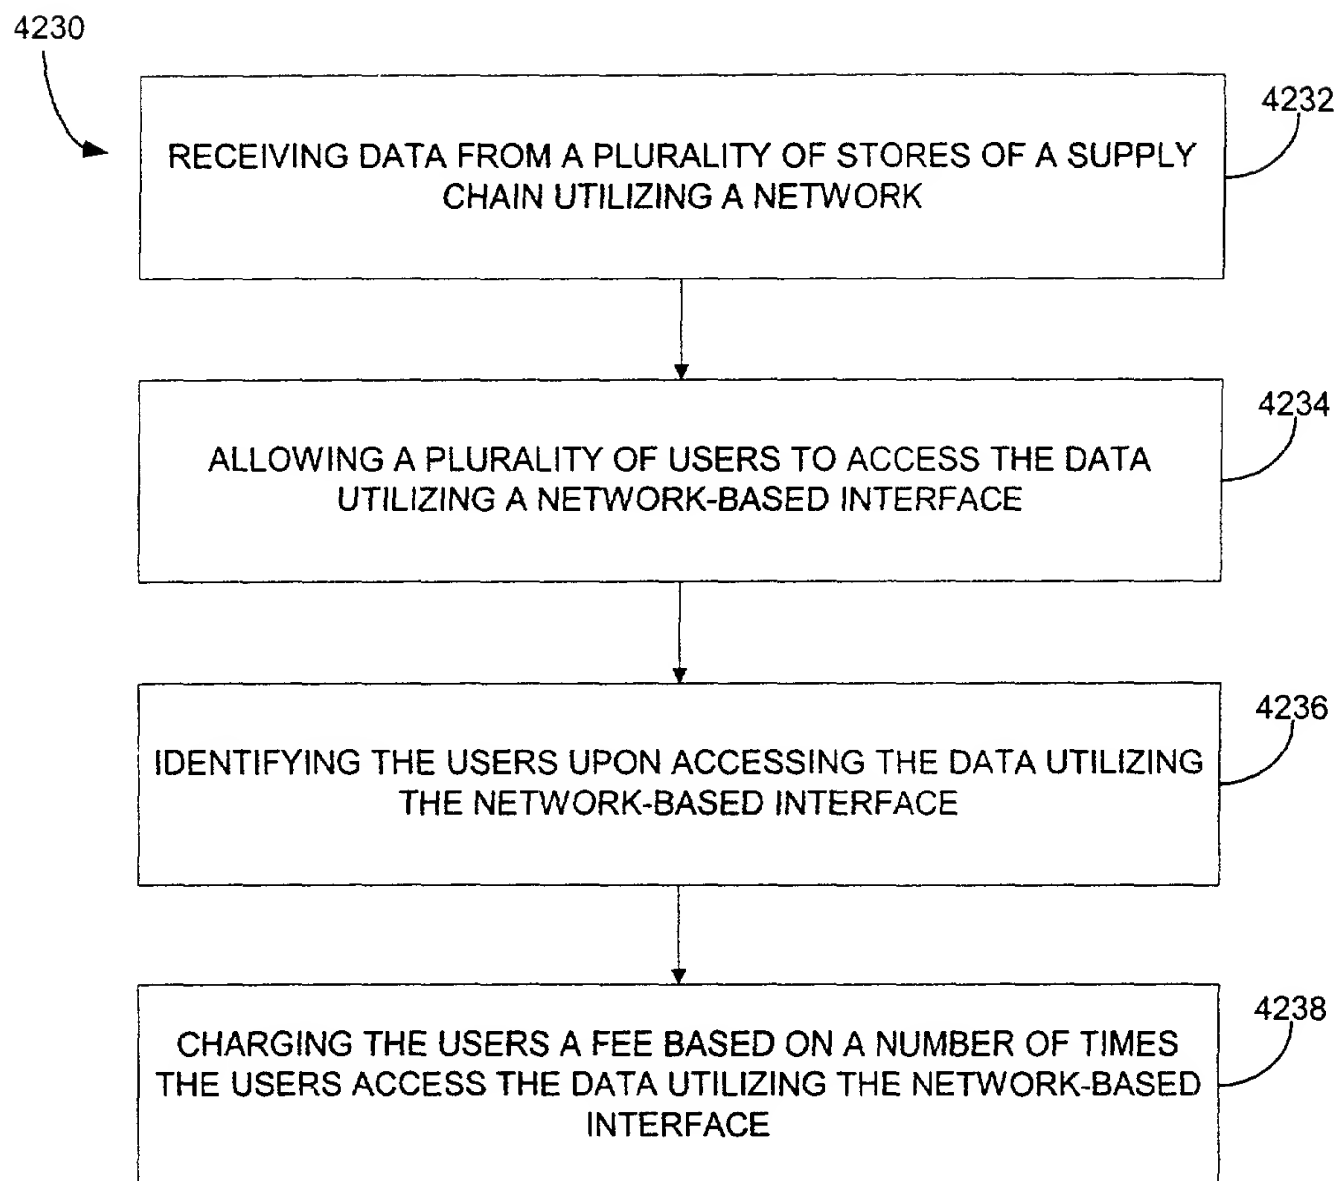 4230
4232
RECEIVING DATA FROM A PLURALITY OF STORES OF A SUPPLY
CHAIN UTILIZING A NETWORK
4234
ALLOWING A PLURALITY OF USERS TO ACCESS THE DATA
UTILIZING A NETWORK-BASED INTERFACE
4236
IDENTIFYING THE USERS UPON ACCESSING THE DATA UTILIZING
THE NETWORK-BASED INTERFACE
4238
CHARGING THE USERS A FEE BASED ON A NUMBER OF TIMES
THE USERS ACCESS THE DATA UTILIZING THE NETWORK-BASED
INTERFACE